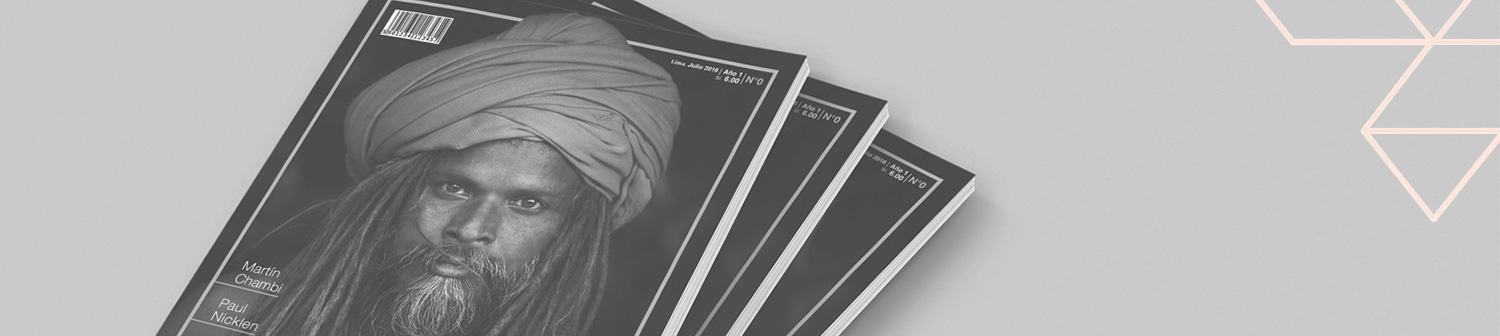 Lima, Julio 2016 | Año 1
S/. 6.00 | N°0
Martín
Chambi
Paul
Nicklen
Año 1
6.00 | N°0
Julio 2016 | Año 1
6.00 | N°0